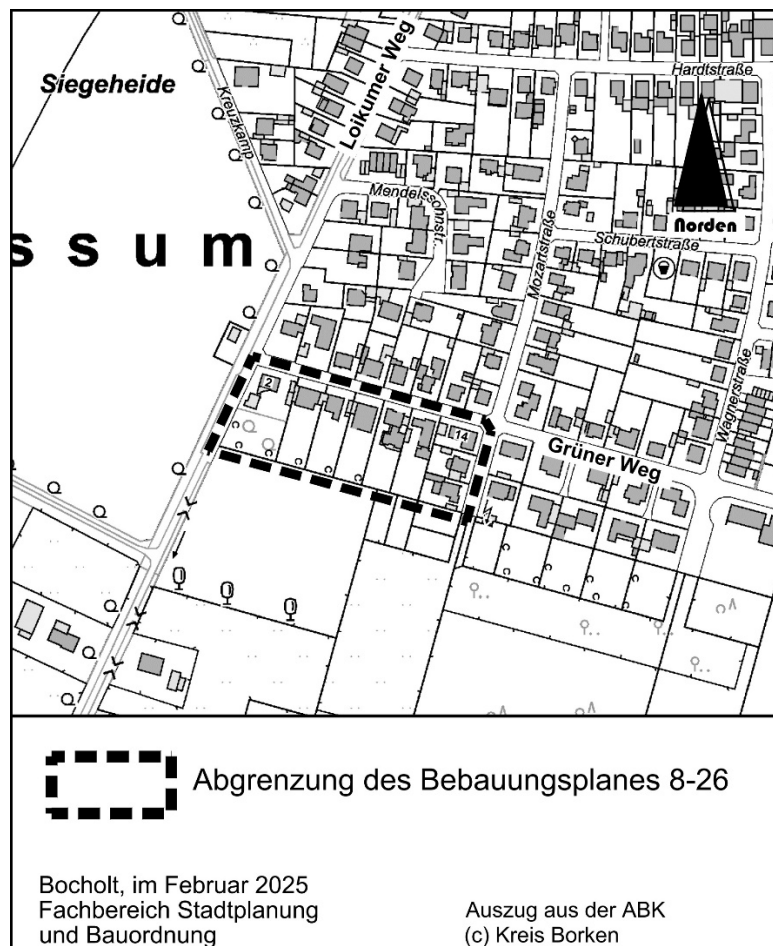 Siegeheide
Kreuzkamp
Loikumer Weg
Hardtstraße
Mendelssohnstr.
Mozartstraße
Norden
Schubertstraße
ssum
Wagnerstraße
2
14
Grüner Weg
Abgrenzung des Bebauungsplanes 8-26
Bocholt, im Februar 2025
Fachbereich Stadtplanung
und Bauordnung
Auszug aus der ABK
(c) Kreis Borken